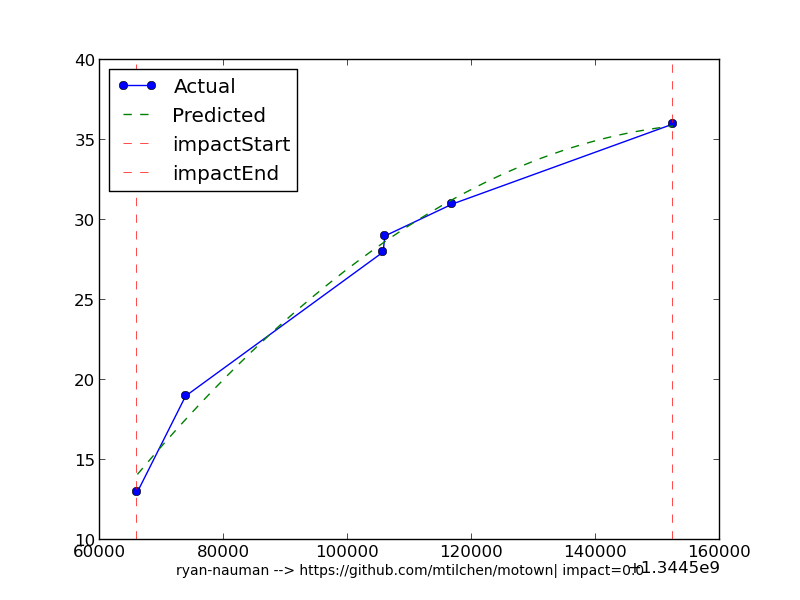 40
35
30
25
20
15
10
Actual
Predicted
impactStart
impactEnd
60000 80000 100000 120000 140000 160000
+1.3445e9
ryan-nauman --> https://github.com/mtilchen/motown| impact=0.0